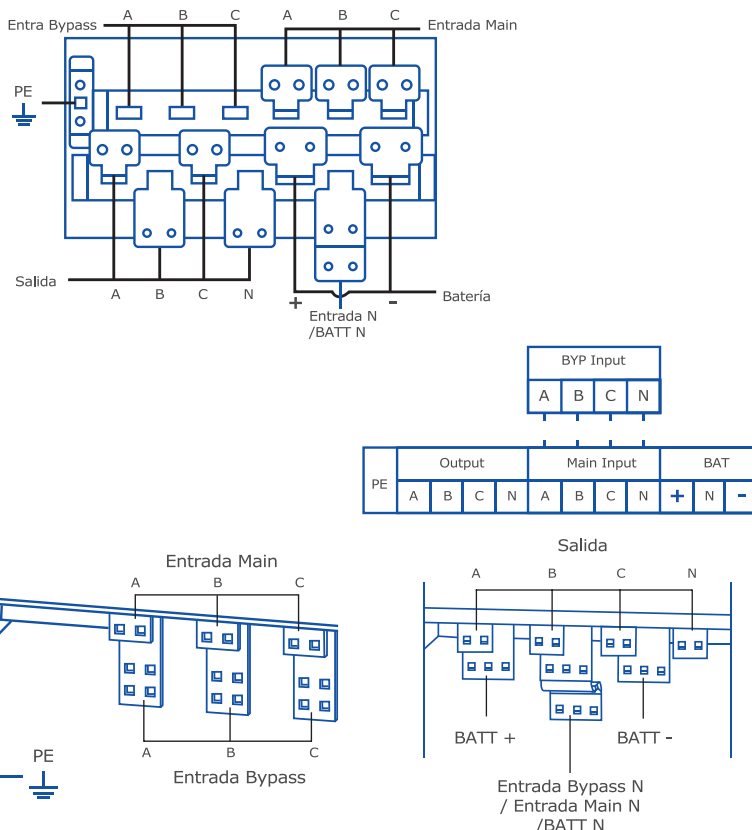 Entra Bypass A B C A B C Entrada Main
PE
Salida A B C N + - Batería
Entrada N
/BATT N
BYP Input
A B C N
PE Output Main Input BAT
A B C N A B C N + N -
Entrada Main
A B C
A B C
Entrada Bypass
PE
Salida
A B C N
BATT + BATT -
Entrada Bypass N
/ Entrada Main N
/BATT N